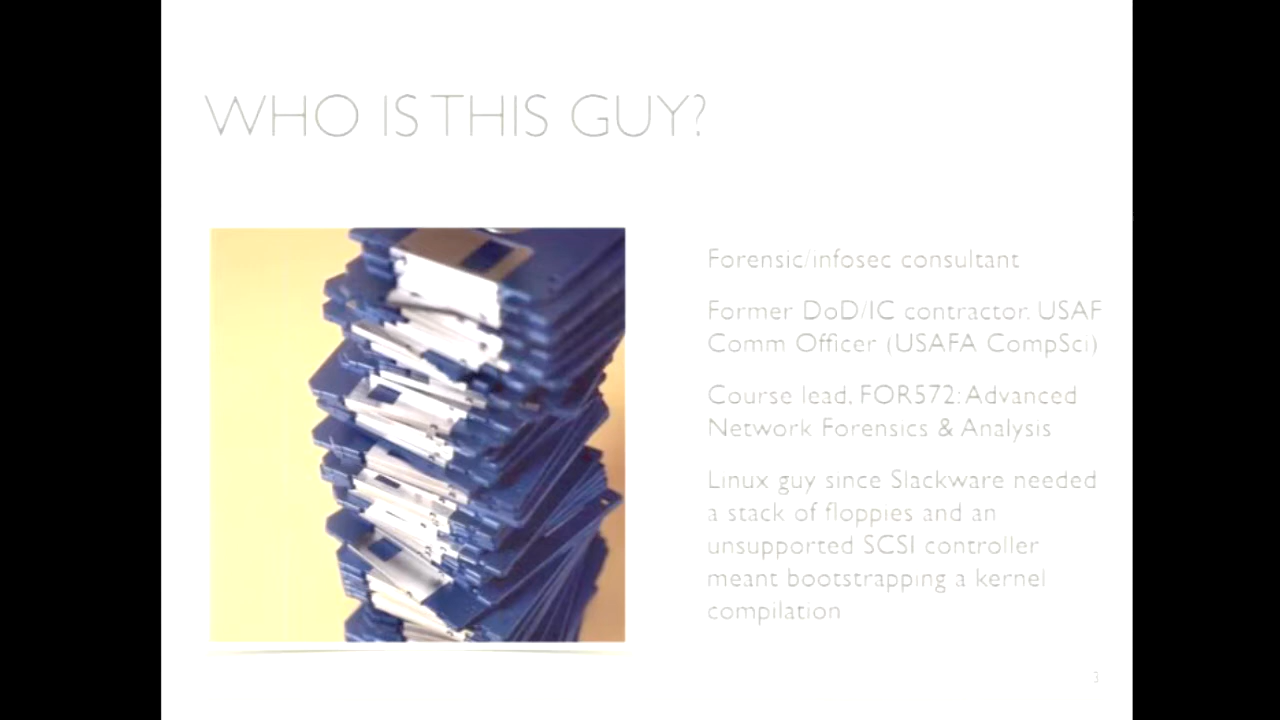 WHO IS THIS GUY?
Forensic/infosec consultant
Former DoD/IC contractor. USAF
Comm Officer (USAFA CompSci)
Course lead, FOR572: Advanced
Network Forensics & Analysis
Linux guy since Slackware needed
a stack of floppies and an
unsupported SCSI controller
meant bootstrapping a kernel
compilation
3